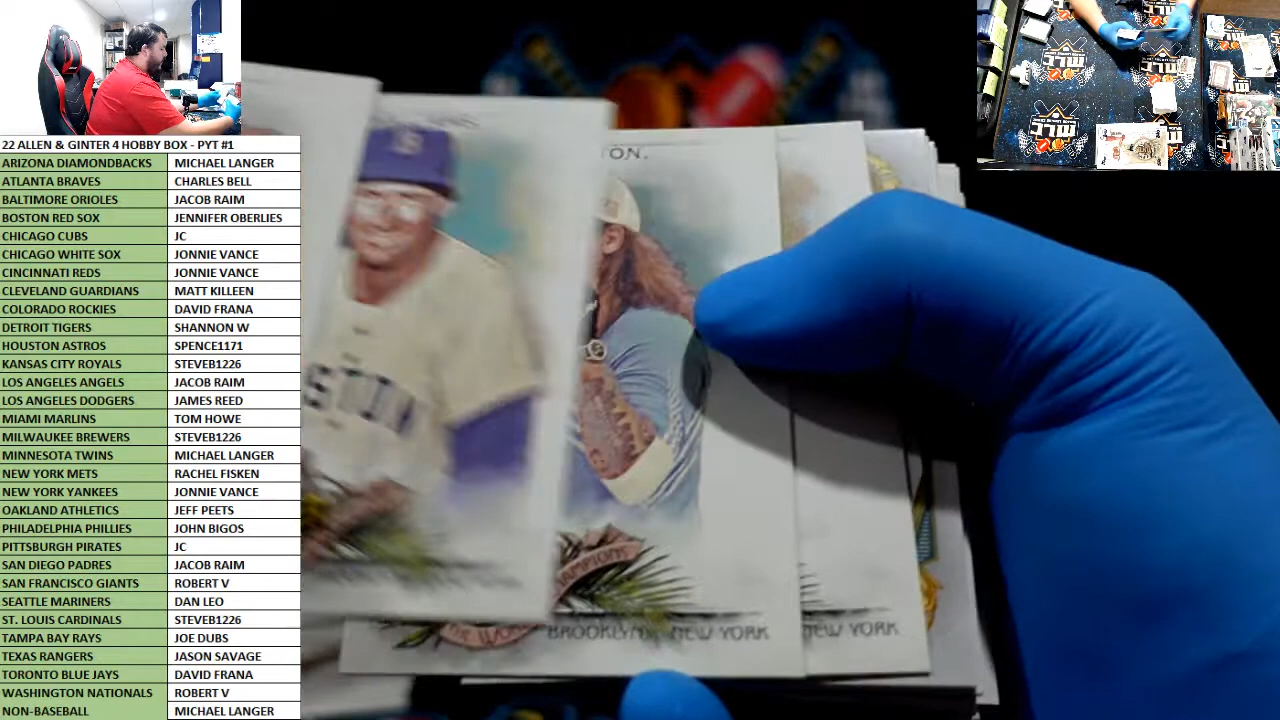 22 ALLEN & GINTER 4 HOBBY BOX - PYT #1
ARIZONA DIAMONDBACKS MICHAEL LANGER
ATLANTA BRAVES CHARLES BELL
BALTIMORE ORIOLES JACOB RAIM
BOSTON RED SOX JENNIFER OBERLIES
CHICAGO CUBS JC
CHICAGO WHITE SOX JONNIE VANCE
CINCINNATI REDS JONNIE VANCE
CLEVELAND GUARDIANS MATT KILLEEN
COLORADO ROCKIES DAVID FRANA
DETROIT TIGERS SHANNON W
HOUSTON ASTROS SPENCE1171
KANSAS CITY ROYALS STEVEB1226
LOS ANGELES ANGELS JACOB RAIM
LOS ANGELES DODGERS JAMES REED
MIAMI MARLINS TOM HOWE
MILWAUKEE BREWERS STEVEB1226
MINNESOTA TWINS MICHAEL LANGER
NEW YORK METS RACHEL FISKEN
NEW YORK YANKEES JONNIE VANCE
OAKLAND ATHLETICS JEFF PEETS
PHILADELPHIA PHILLIES JOHN BIGOS
PITTSBURGH PIRATES JC
SAN DIEGO PADRES JACOB RAIM
SAN FRANCISCO GIANTS ROBERT V
SEATTLE MARINERS DAN LEO
ST. LOUIS CARDINALS STEVEB1226
TAMPA BAY RAYS JOE DUBS
TEXAS RANGERS JASON SAVAGE
TORONTO BLUE JAYS DAVID FRANA
WASHINGTON NATIONALS ROBERT V
NON-BASEBALL MICHAEL LANGER
TON.
STON
HAMPIONS
THE WO
BROOKLYN, NEW YORK
NEW YORK